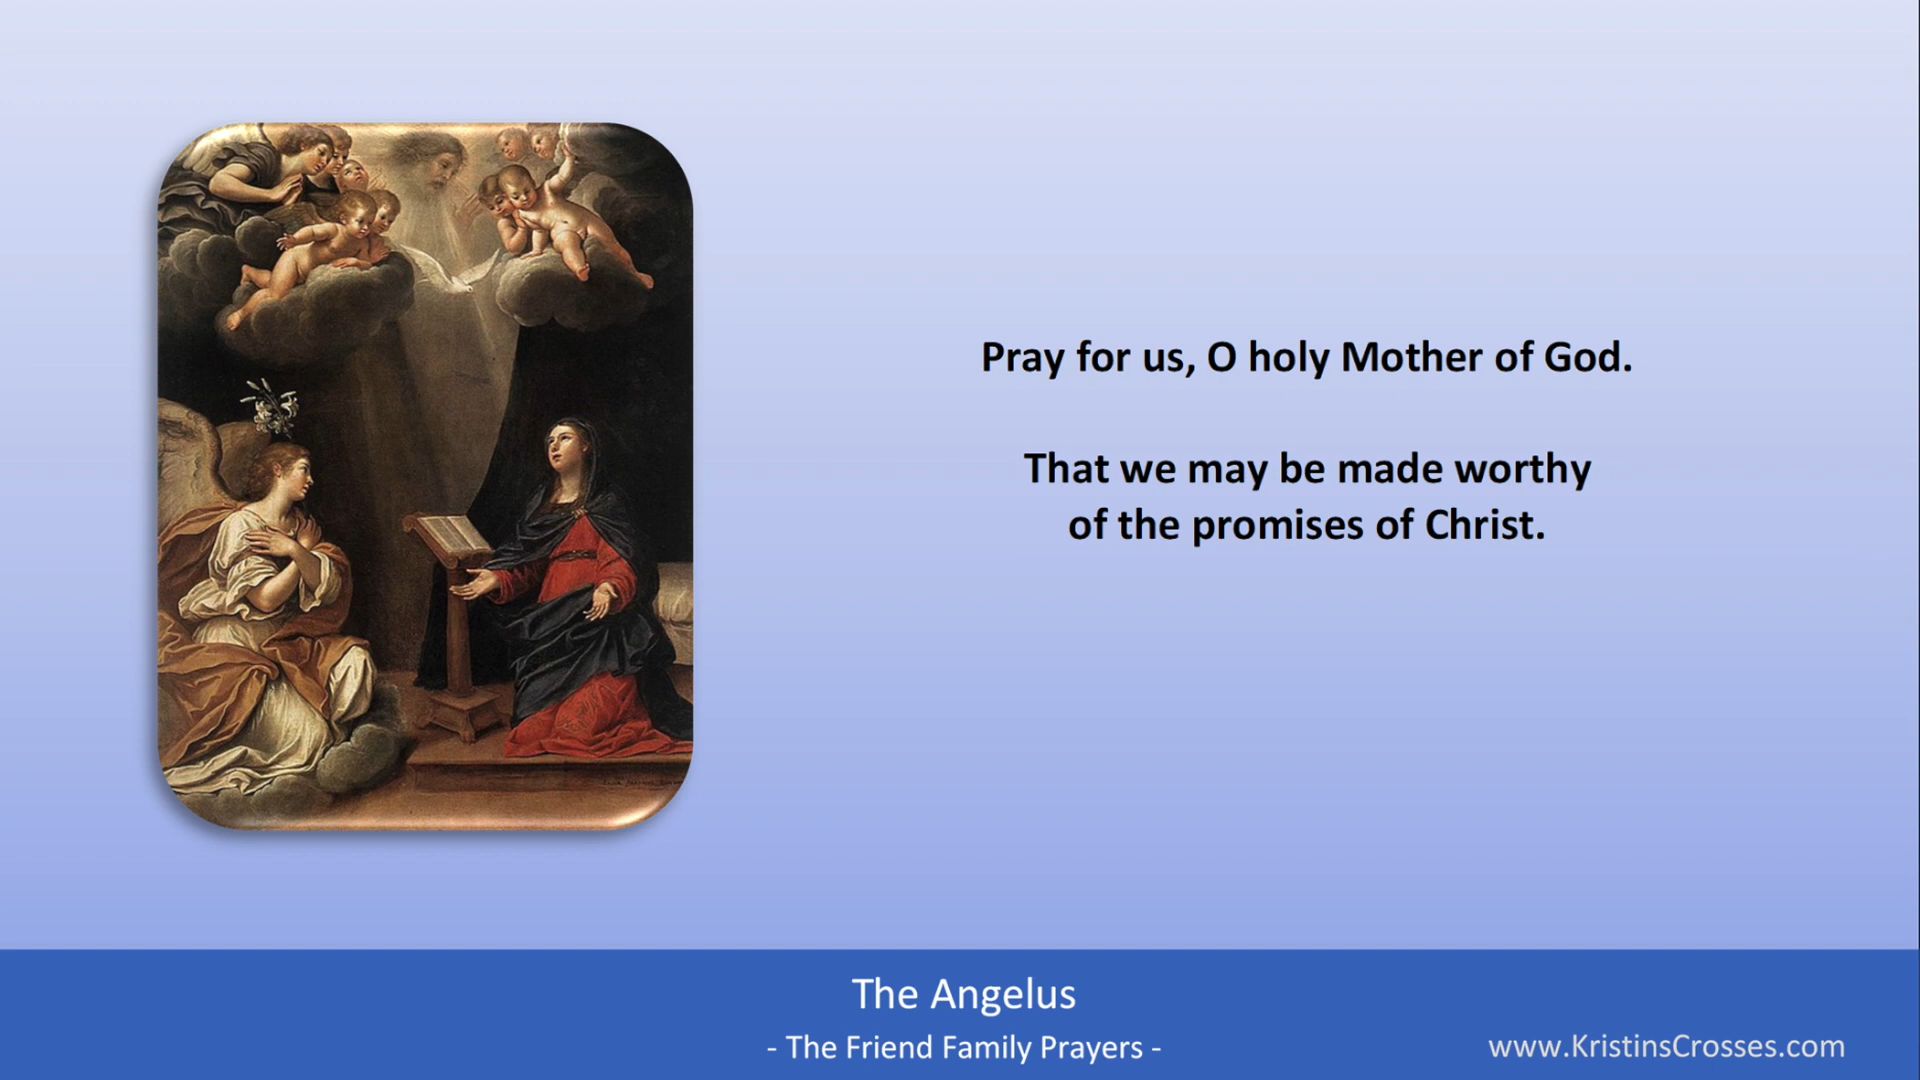 Pray for us, O holy Mother of God.
That we may be made worthy
of the promises of Christ.
The Angelus
- The Friend Family Prayers -
www.KristinsCrosses.com